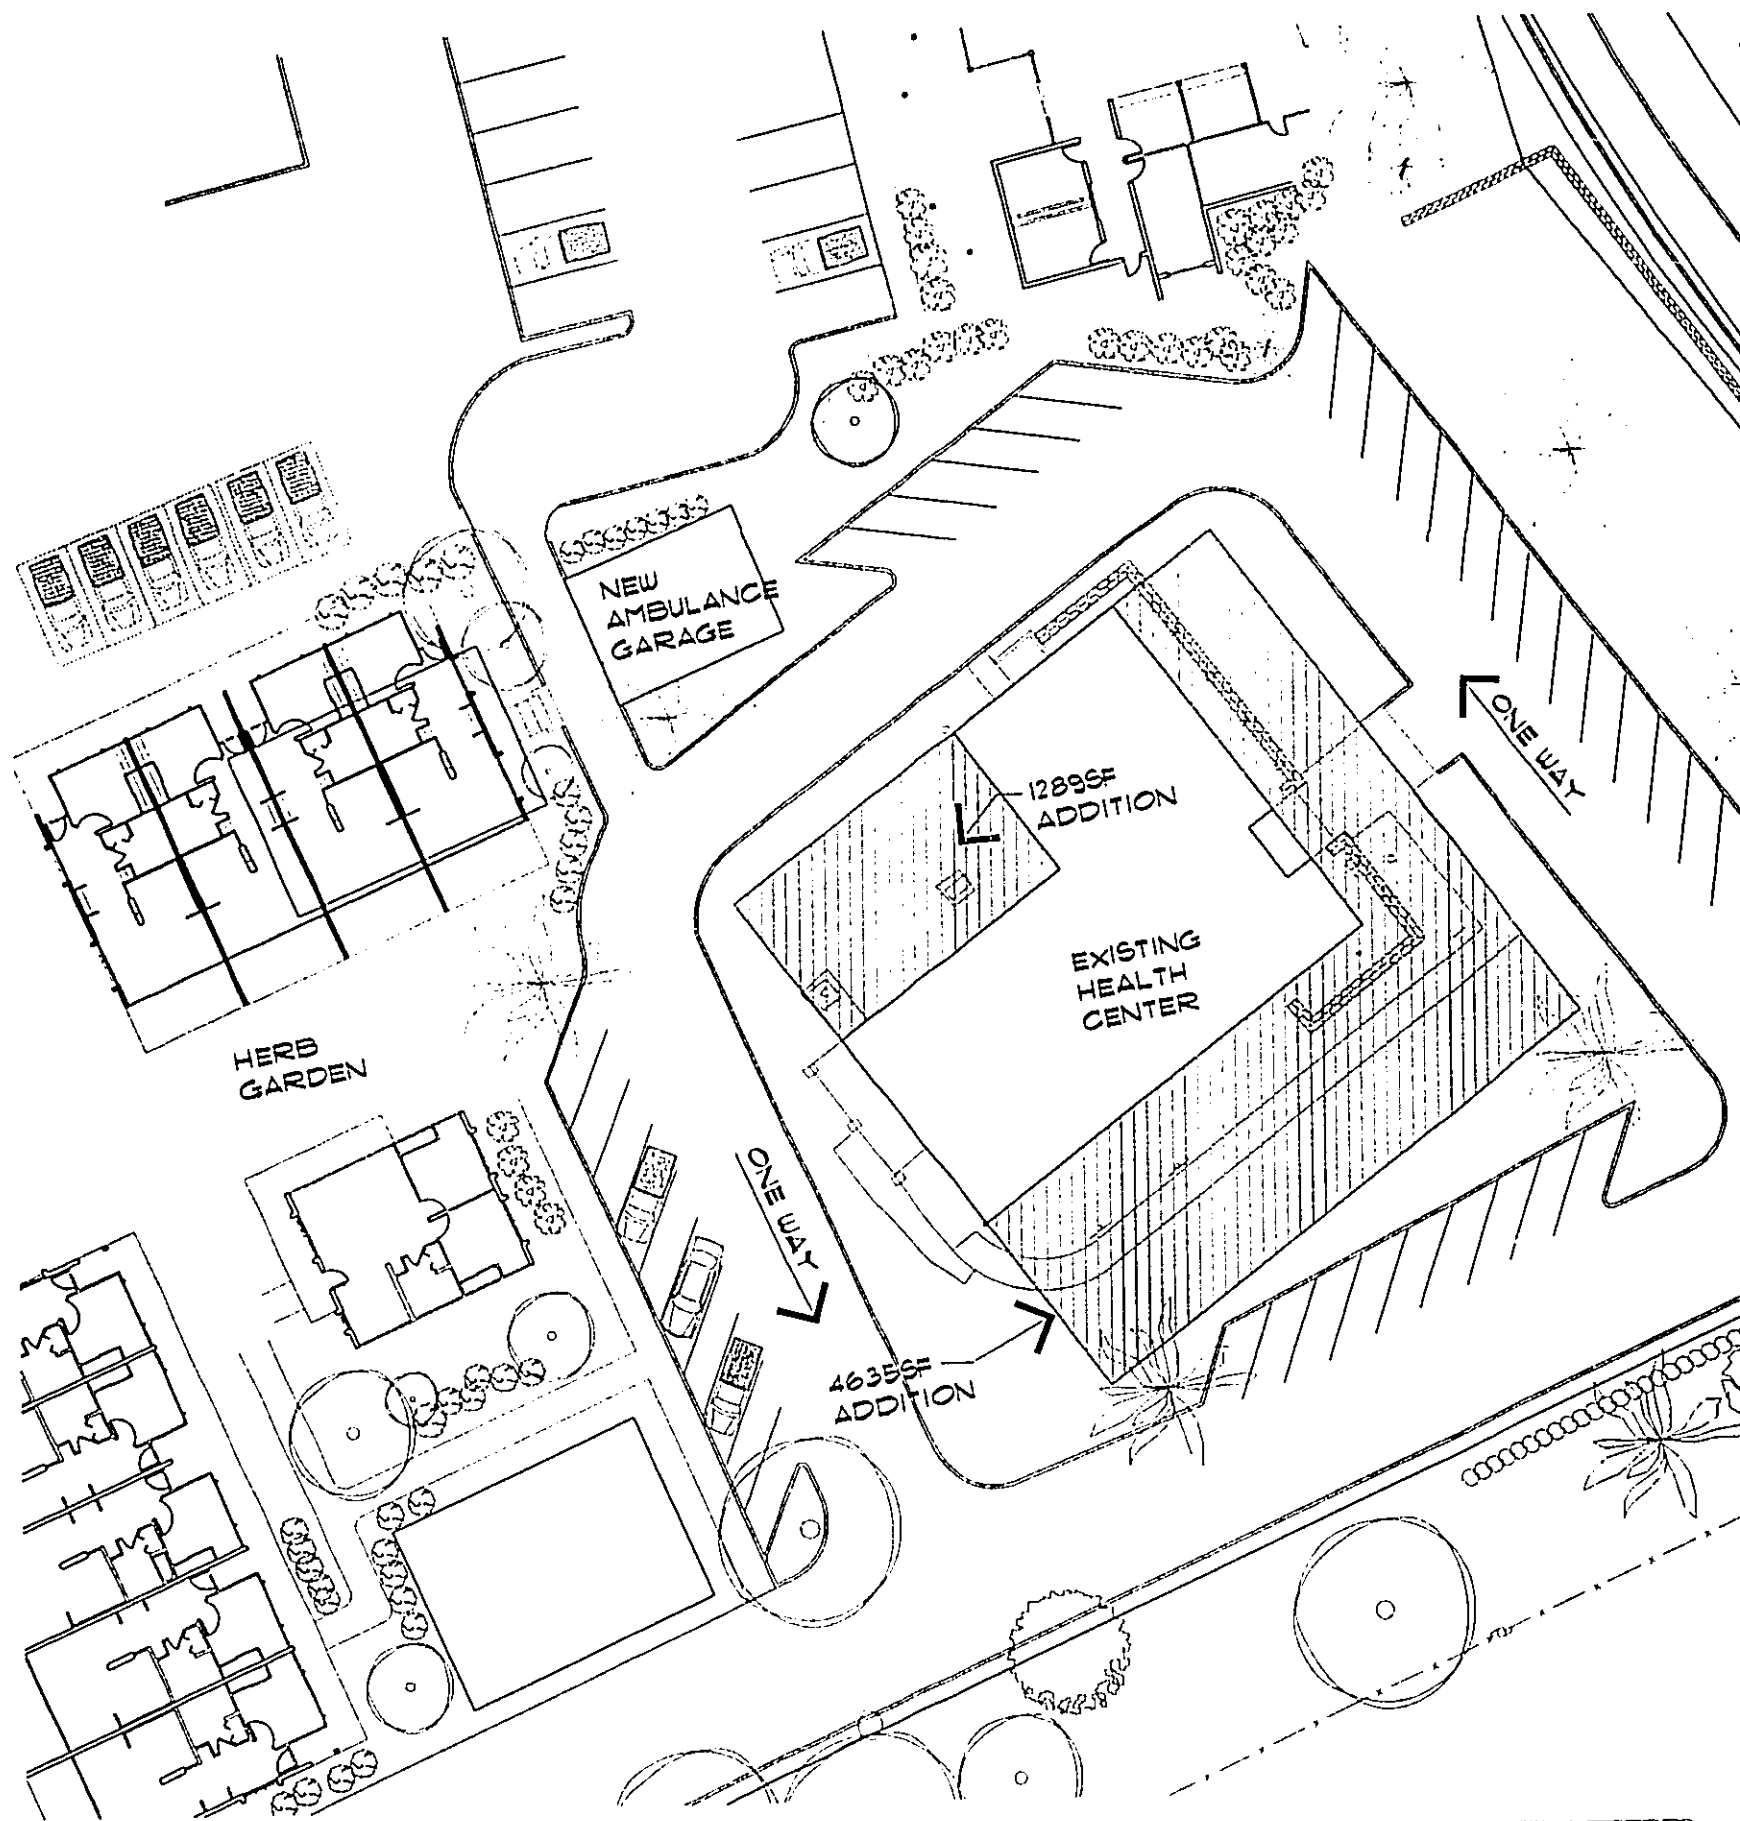 NEW
AMBULANCE
GARAGE
ONE WAY
1289SF
ADDITION
EXISTING
HEALTH
CENTER
HERB
GARDEN
ONE WAY
4635SF
ADDITION